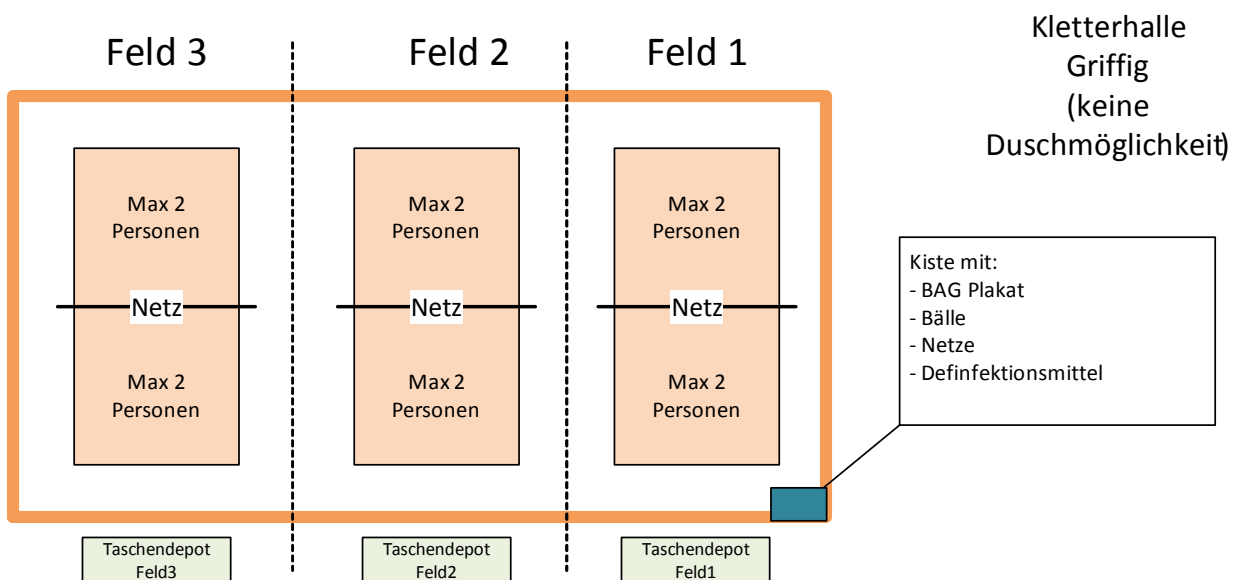 Feld 3
Feld 2
Feld 1
Kletterhalle
Griffig
(keine
Duschmöglichkeit)
Max 2
Personen
Max 2
Personen
Max 2
Personen
Netz
Netz
Netz
Max 2
Personen
Max 2
Personen
Max 2
Personen
Kiste mit:
- BAG Plakat
- Bälle
- Netze
- Definfektionsmittel
Taschendepot
Feld3
Taschendepot
Feld2
Taschendepot
Feld1